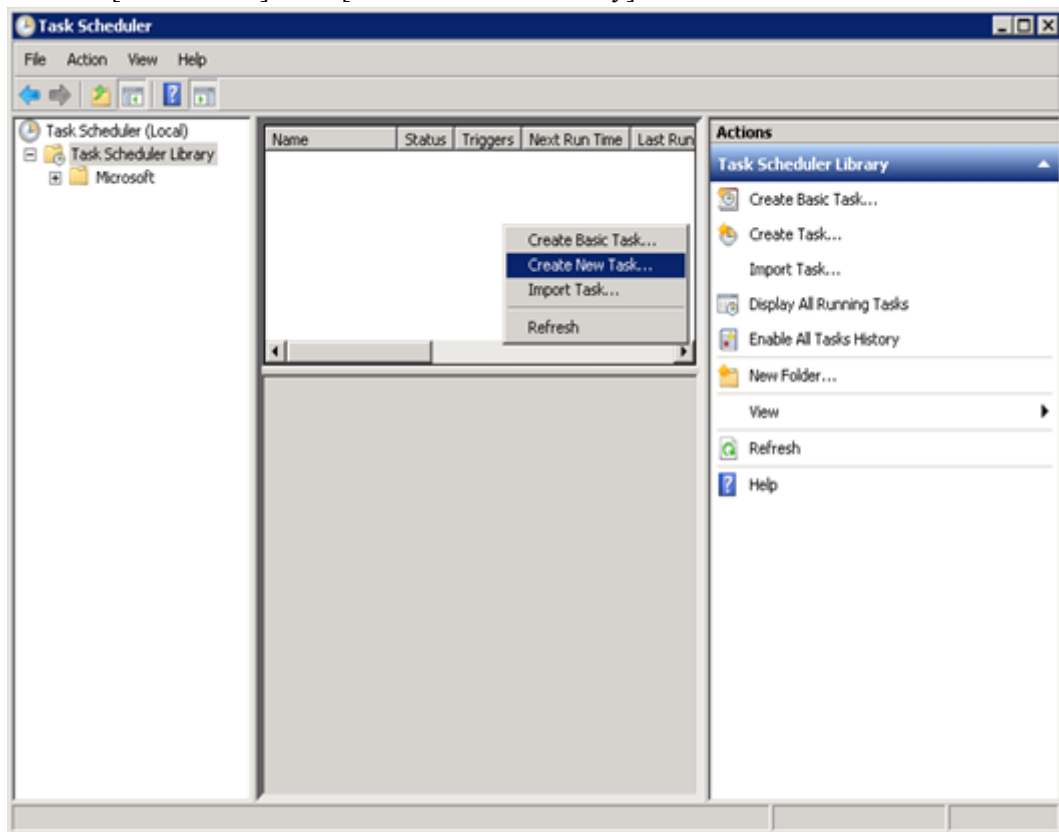 Task Scheduler
File Action View Help
Task Scheduler (Local)
Task Scheduler Library
Microsoft
Name Status Triggers Next Run Time Last Run
Create Basic Task...
Create New Task...
Import Task...
Refresh
Actions
Task Scheduler Library
Create Basic Task...
Create Task...
Import Task...
Display All Running Tasks
Enable All Tasks History
New Folder...
View
Refresh
Help